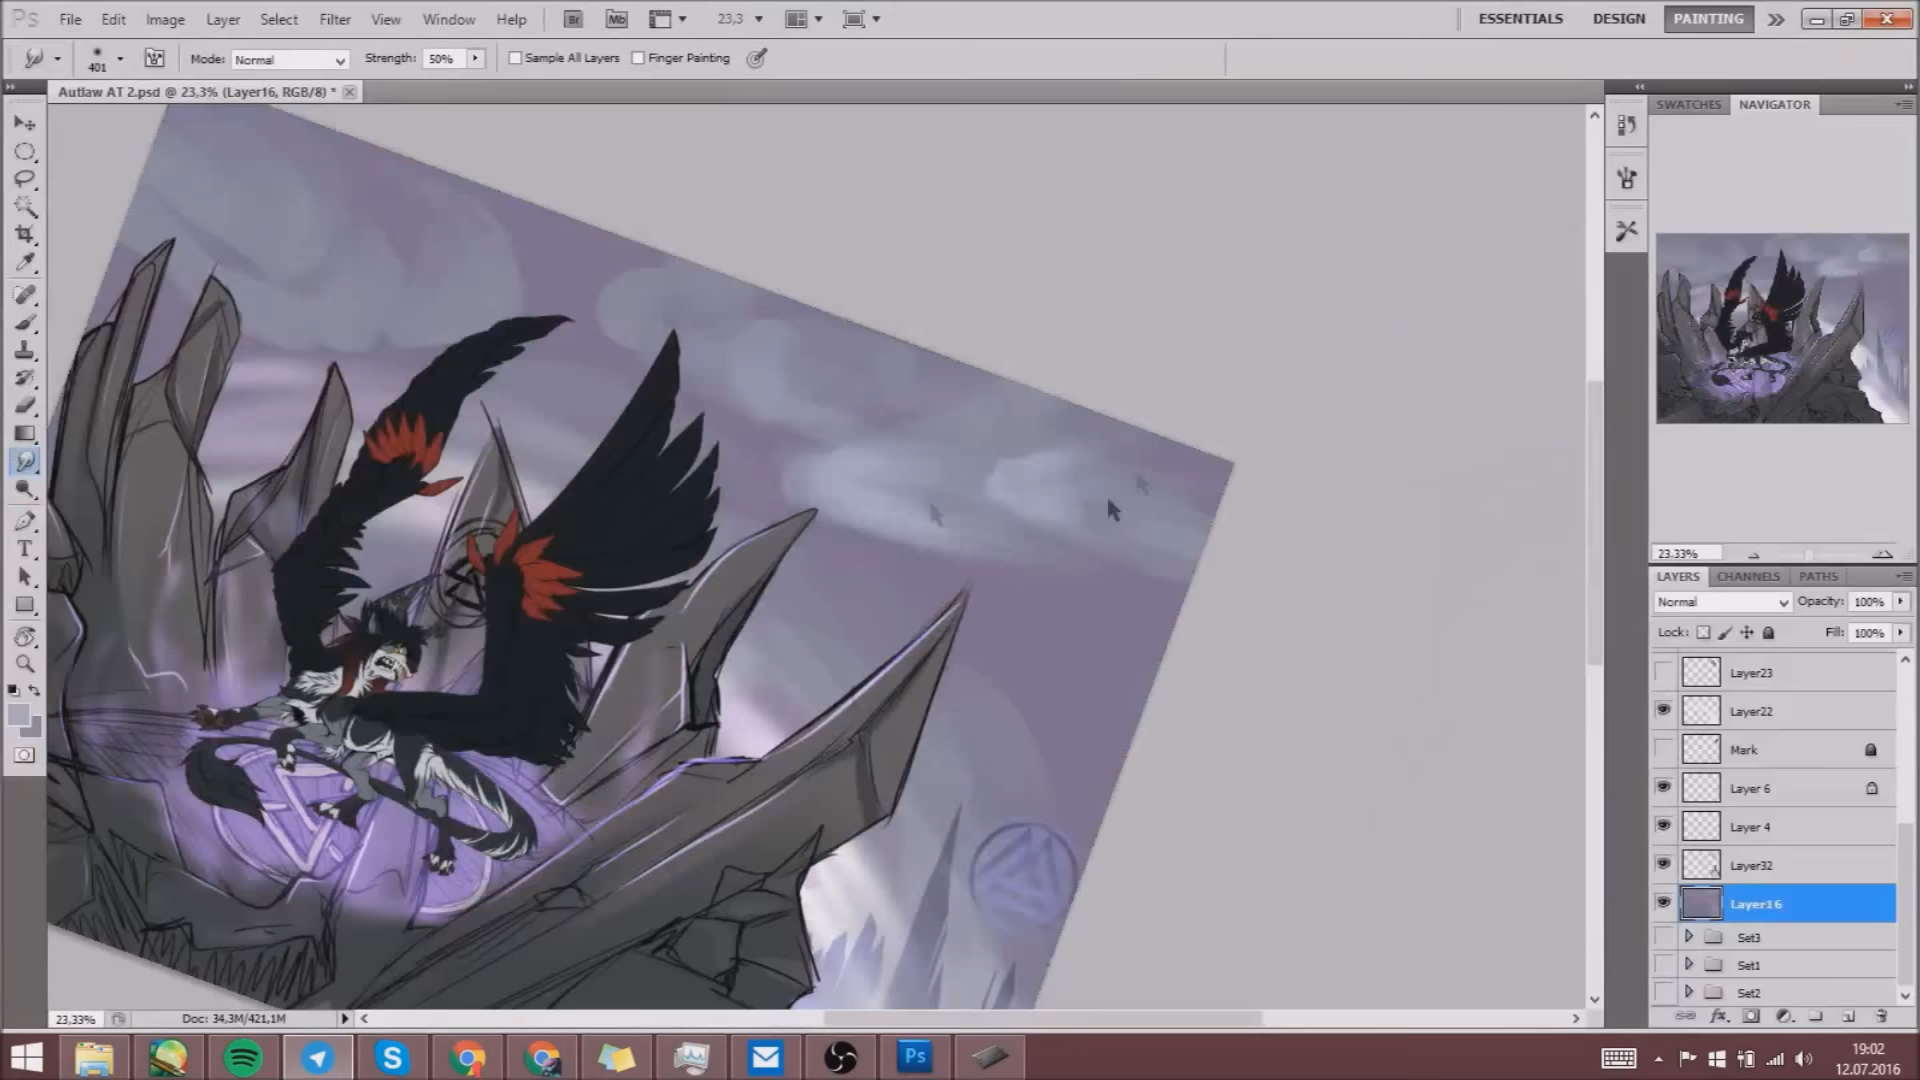 Ps File Edit Image Layer Select Filter View Window Help Br Mb 23,3 ESSENTIALS DESIGN PAINTING
401 Mode: Normal Strength: 50% Sample All Layers Finger Painting
Autlaw AT 2.psd @ 23,3% (Layer16, RGB/8) *
SWATCHES NAVIGATOR
23.33%
LAYERS CHANNELS PATHS
Normal Opacity: 100%
Lock: Fill: 100%
Layer23
Layer22
Mark
Layer 6
Layer 4
Layer32
Layer16
Set3
Set1
Set2
T
23,33% Doc: 34,3M/421,1M
S Ps
19:02
12.07.2016